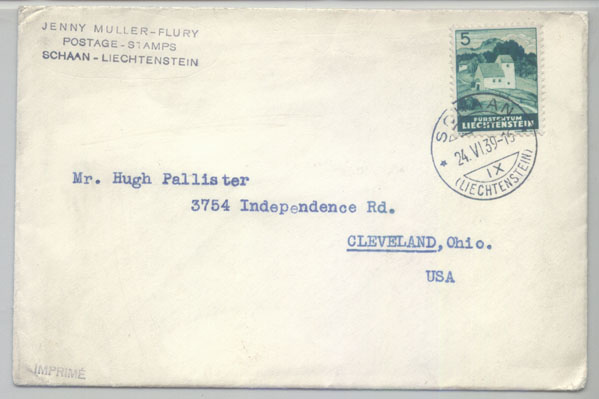 JENNY MULLER-FLURY
POSTAGE-STAMPS
SCHAAN-LIECHTENSTEIN
5
FÜRSTENTUM
LIECHTENSTEIN
SCHAAN
24.VI.39-15
IX
(LIECHTENSTEIN)
Mr. Hugh Pallister
3754 Independence Rd.
CLEVELAND,Ohio.
USA
IMPRIMÉ